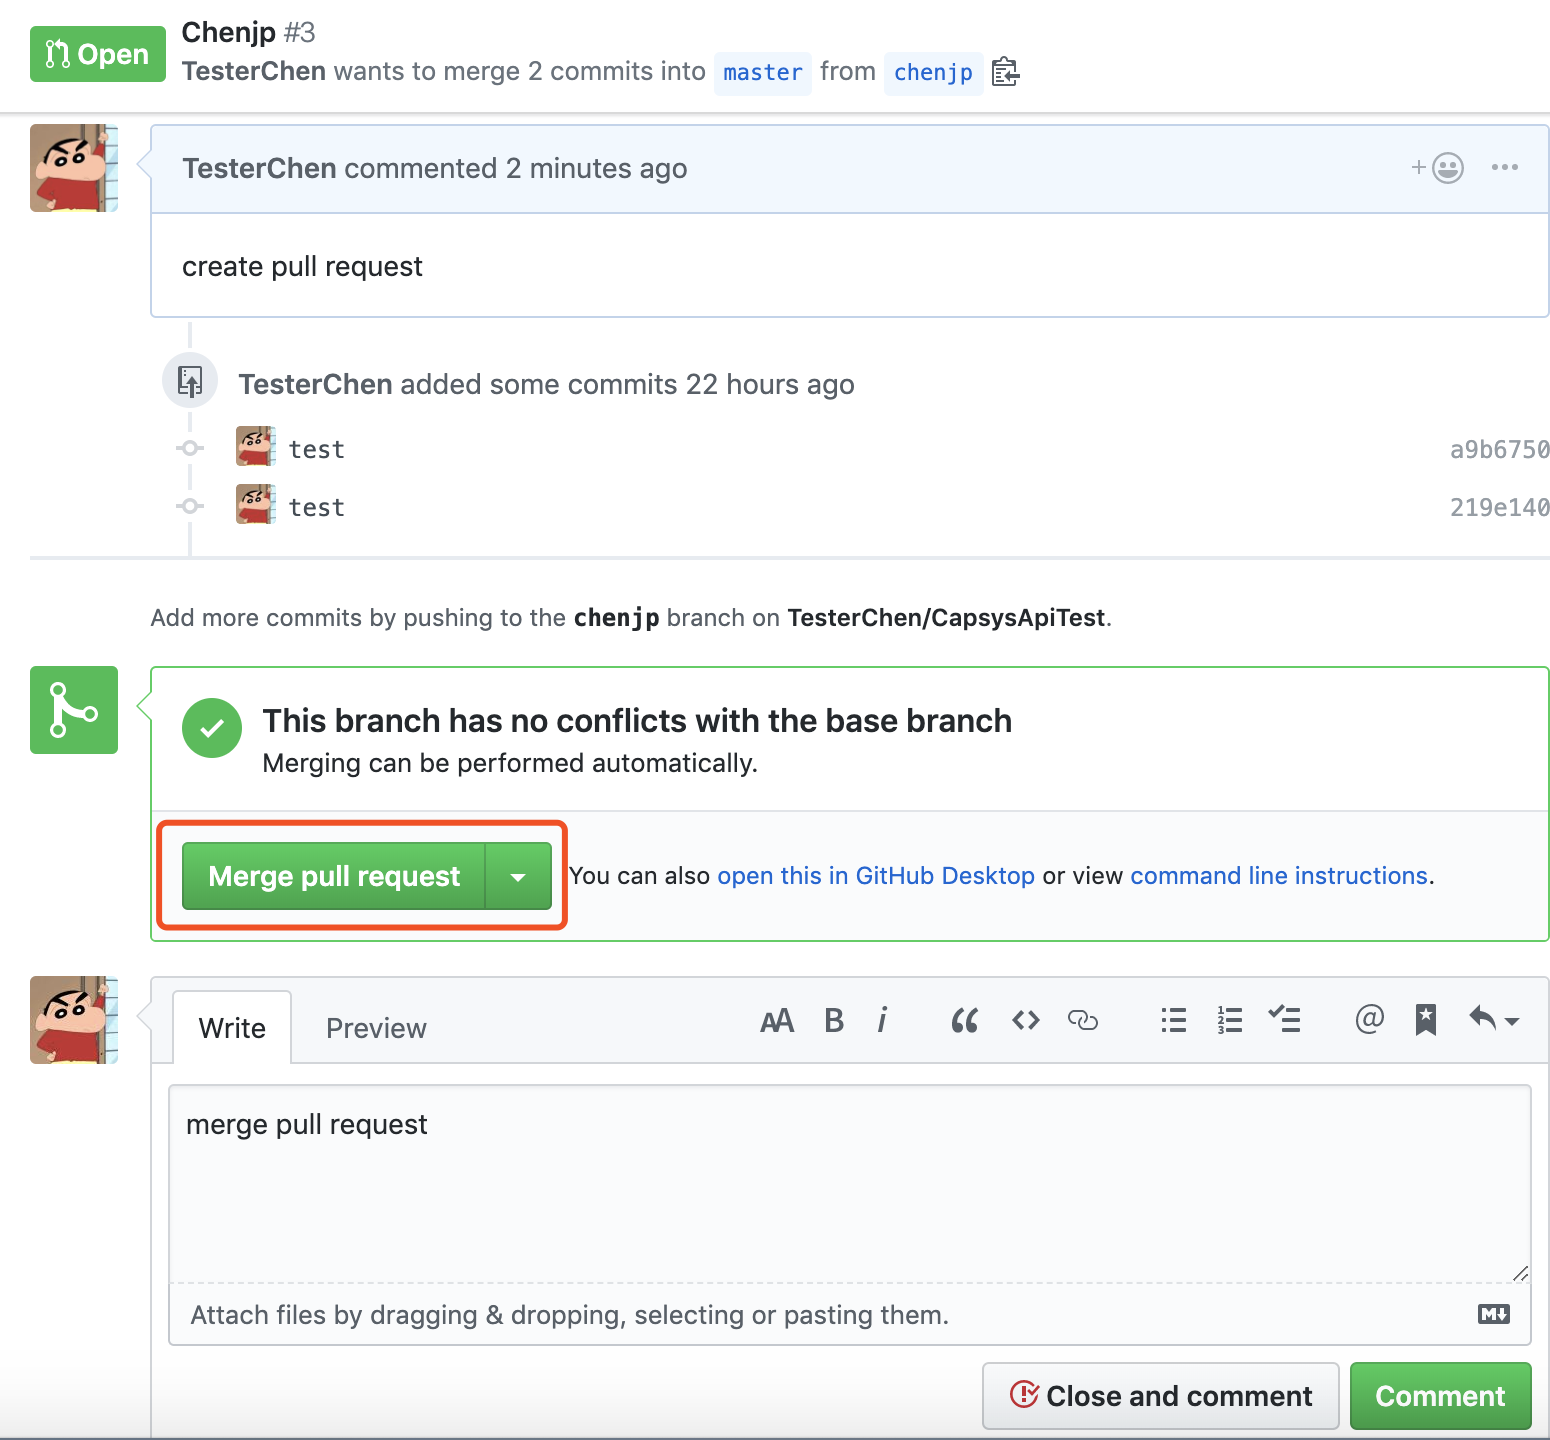 Open
Chenjp #3
TesterChen wants to merge 2 commits into master from chenjp
TesterChen commented 2 minutes ago
create pull request
TesterChen added some commits 22 hours ago
test a9b6750
test 219e140
Add more commits by pushing to the chenjp branch on TesterChen/CapsysApiTest.
This branch has no conflicts with the base branch
Merging can be performed automatically.
Merge pull request You can also open this in GitHub Desktop or view command line instructions.
Write Preview AA B i @
merge pull request
Attach files by dragging & dropping, selecting or pasting them. M↓
Close and comment Comment